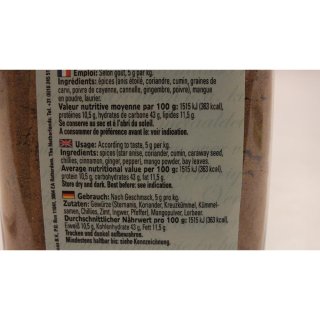 Emploi: Selon goût, 5 g par kg.
Ingrédients: épices (anis étoilé, coriandre, cumin, graines de
carvi, poivre de cayenne, cannelle, gingembre, poivre), mangue
en poudre, laurier.
Valeur nutritive moyenne par 100 g: 1515 kJ (363 kcal),
protéines 10,5 g, hydrates de carbone 43 g, lipides 11,5 g.
Se conserve au sec et à l'abri du soleil.
A consommer de préférence avant le: voir indication.
Usage: According to taste, 5 g per kg.
Ingredients: spices (star anise, coriander, cumin, caraway seed,
chillies, cinnamon, ginger, pepper), mango powder, bay leaves.
Average nutritional value per 100 g: 1515 kJ (363 kcal),
protein 10,5 g, carbohydrates 43 g, fat 11,5 g.
Store dry and dark. Best before: see indication.
Gebrauch: Nach Geschmack, 5 g pro kg.
Zutaten: Gewürze (Sternanis, Koriander, Kreuzkümmel, Kümmel-
samen, Chillies, Zimt, Ingwer, Pfeffer), Mangopulver, Lorbeer.
Durchschnittlicher Nährwert pro 100 g: 1515 kJ (363 kcal),
Eiweiß 10,5 g, Kohlenhydrate 43 g, Fett 11,5 g.
Trocken und dunkel aufbewahren.
Mindestens haltbar bis: siehe Kennzeichnung.